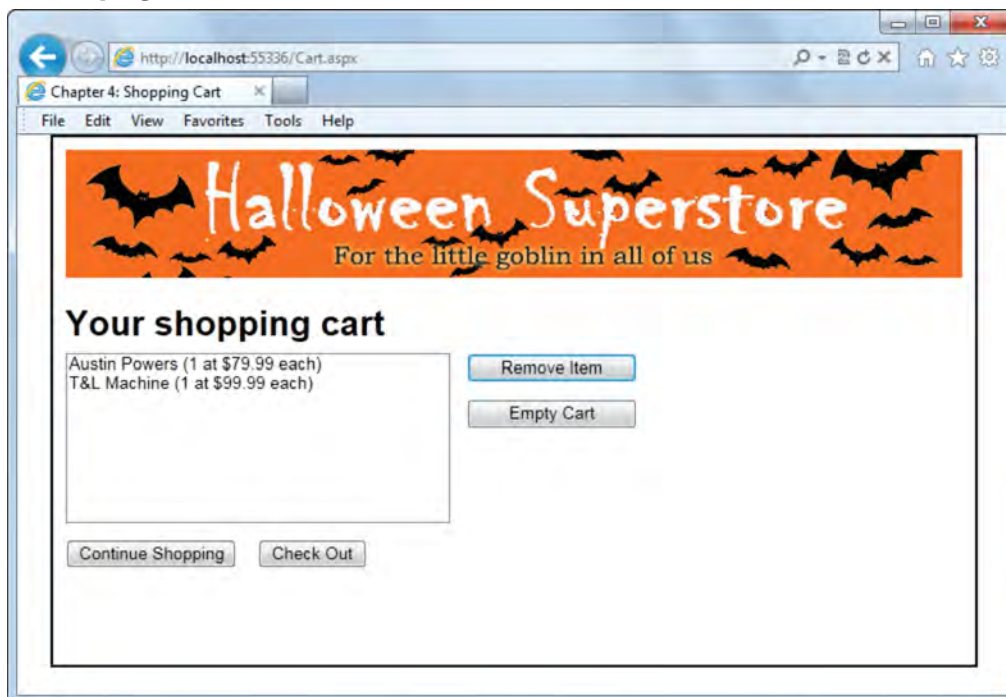 http://localhost:55336/Cart.aspx
Chapter 4: Shopping Cart
File Edit View Favorites Tools Help
Halloween Superstore
For the little goblin in all of us
Your shopping cart
Austin Powers (1 at $79.99 each)
T&L Machine (1 at $99.99 each)
Remove Item
Empty Cart
Continue Shopping Check Out